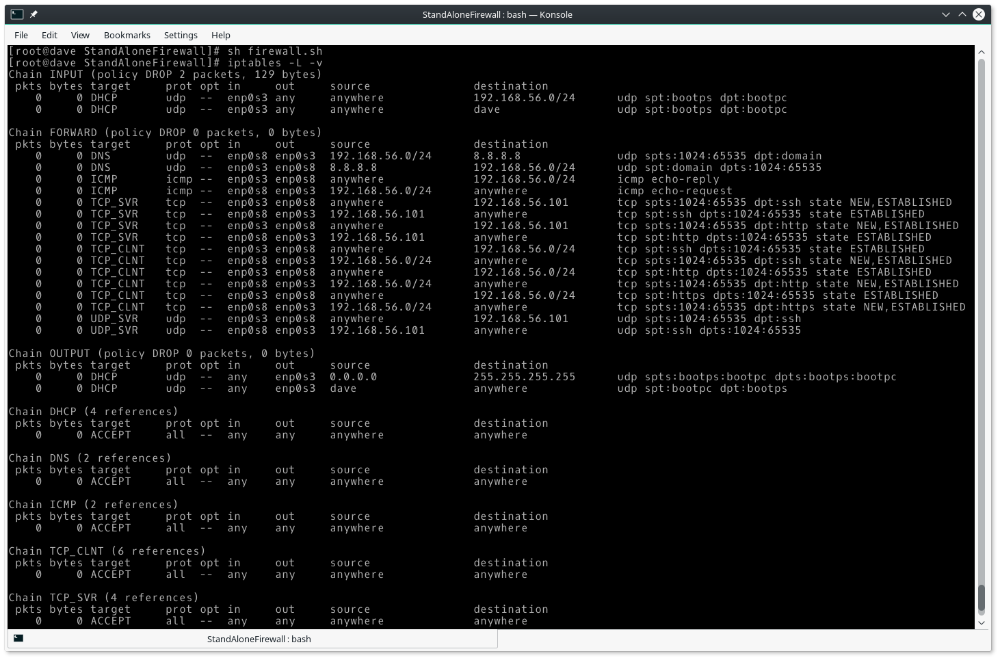 StandAloneFirewall : bash — Konsole
File Edit View Bookmarks Settings Help
[root@dave StandAloneFirewall]# sh firewall.sh
[root@dave StandAloneFirewall]# iptables -L -v
Chain INPUT (policy DROP 2 packets, 129 bytes)
 pkts bytes target     prot opt in     out     source               destination
    0     0 DHCP       udp  --  enp0s3 any     anywhere             192.168.56.0/24      udp spt:bootps dpt:bootpc
    0     0 DHCP       udp  --  enp0s3 any     anywhere             dave                 udp spt:bootps dpt:bootpc

Chain FORWARD (policy DROP 0 packets, 0 bytes)
 pkts bytes target     prot opt in     out     source               destination
    0     0 DNS        udp  --  enp0s8 enp0s3  192.168.56.0/24      8.8.8.8              udp spts:1024:65535 dpt:domain
    0     0 DNS        udp  --  enp0s3 enp0s8  8.8.8.8              192.168.56.0/24      udp spt:domain dpts:1024:65535
    0     0 ICMP       icmp --  enp0s3 enp0s8  anywhere             192.168.56.0/24      icmp echo-reply
    0     0 ICMP       icmp --  enp0s8 enp0s3  192.168.56.0/24      anywhere             icmp echo-request
    0     0 TCP_SVR    tcp  --  enp0s3 enp0s8  anywhere             192.168.56.101       tcp spts:1024:65535 dpt:ssh state NEW,ESTABLISHED
    0     0 TCP_SVR    tcp  --  enp0s8 enp0s3  192.168.56.101       anywhere             tcp spt:ssh dpts:1024:65535 state ESTABLISHED
    0     0 TCP_SVR    tcp  --  enp0s3 enp0s8  anywhere             192.168.56.101       tcp spts:1024:65535 dpt:http state NEW,ESTABLISHED
    0     0 TCP_SVR    tcp  --  enp0s8 enp0s3  192.168.56.101       anywhere             tcp spt:http dpts:1024:65535 state ESTABLISHED
    0     0 TCP_CLNT   tcp  --  enp0s3 enp0s8  anywhere             192.168.56.0/24      tcp spt:ssh dpts:1024:65535 state ESTABLISHED
    0     0 TCP_CLNT   tcp  --  enp0s8 enp0s3  192.168.56.0/24      anywhere             tcp spts:1024:65535 dpt:ssh state NEW,ESTABLISHED
    0     0 TCP_CLNT   tcp  --  enp0s3 enp0s8  anywhere             192.168.56.0/24      tcp spt:http dpts:1024:65535 state ESTABLISHED
    0     0 TCP_CLNT   tcp  --  enp0s8 enp0s3  192.168.56.0/24      anywhere             tcp spts:1024:65535 dpt:http state NEW,ESTABLISHED
    0     0 TCP_CLNT   tcp  --  enp0s3 enp0s8  anywhere             192.168.56.0/24      tcp spt:https dpts:1024:65535 state ESTABLISHED
    0     0 TCP_CLNT   tcp  --  enp0s8 enp0s3  192.168.56.0/24      anywhere             tcp spts:1024:65535 dpt:https state NEW,ESTABLISHED
    0     0 UDP_SVR    udp  --  enp0s3 enp0s8  anywhere             192.168.56.101       udp spts:1024:65535 dpt:ssh
    0     0 UDP_SVR    udp  --  enp0s8 enp0s3  192.168.56.101       anywhere             udp spt:ssh dpts:1024:65535

Chain OUTPUT (policy DROP 0 packets, 0 bytes)
 pkts bytes target     prot opt in     out     source               destination
    0     0 DHCP       udp  --  any    enp0s3  0.0.0.0              255.255.255.255      udp spts:bootps:bootpc dpts:bootps:bootpc
    0     0 DHCP       udp  --  any    enp0s3  dave                 anywhere             udp spt:bootpc dpt:bootps

Chain DHCP (4 references)
 pkts bytes target     prot opt in     out     source               destination
    0     0 ACCEPT     all  --  any    any     anywhere             anywhere

Chain DNS (2 references)
 pkts bytes target     prot opt in     out     source               destination
    0     0 ACCEPT     all  --  any    any     anywhere             anywhere

Chain ICMP (2 references)
 pkts bytes target     prot opt in     out     source               destination
    0     0 ACCEPT     all  --  any    any     anywhere             anywhere

Chain TCP_CLNT (6 references)
 pkts bytes target     prot opt in     out     source               destination
    0     0 ACCEPT     all  --  any    any     anywhere             anywhere

Chain TCP_SVR (4 references)
 pkts bytes target     prot opt in     out     source               destination
    0     0 ACCEPT     all  --  any    any     anywhere             anywhere
StandAloneFirewall : bash